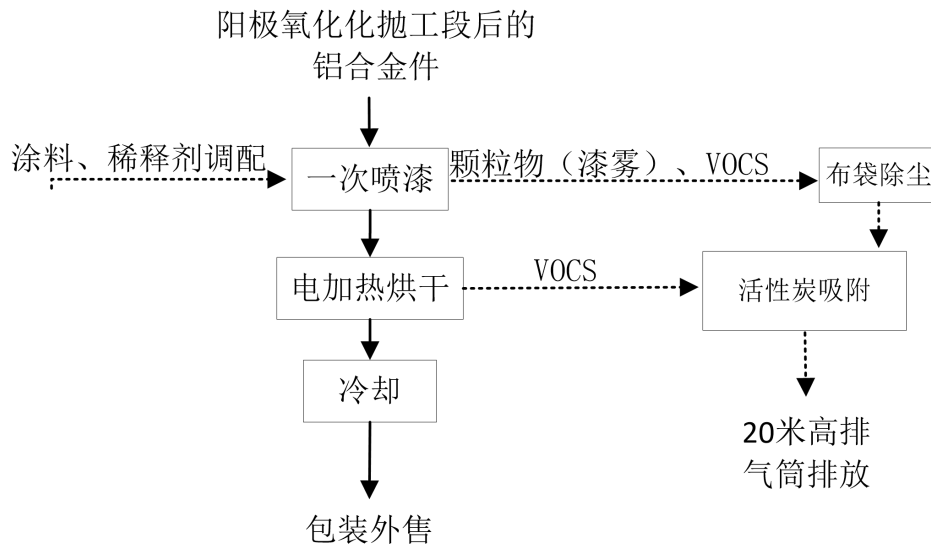 阳极氧化化抛工段后的
铝合金件
涂料、稀释剂调配
一次喷漆
颗粒物（漆雾）、VOCS
布袋除尘
电加热烘干
VOCS
活性炭吸附
冷却
20米高排
气筒排放
包装外售